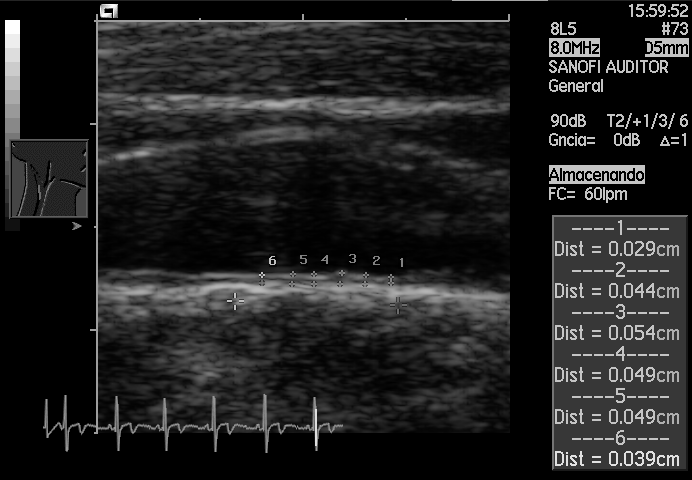 15:59:52
8L5 #73
8.0MHz D5mm
SANOFI AUDITOR
General
90dB T2/+1/3/ 6
Gncia= 0dB Δ=1
Almacenando
FC= 60lpm
6 5 4 3 2 1
----1----
Dist = 0.029cm
----2----
Dist = 0.044cm
----3----
Dist = 0.054cm
----4----
Dist = 0.049cm
----5----
Dist = 0.049cm
----6----
Dist = 0.039cm